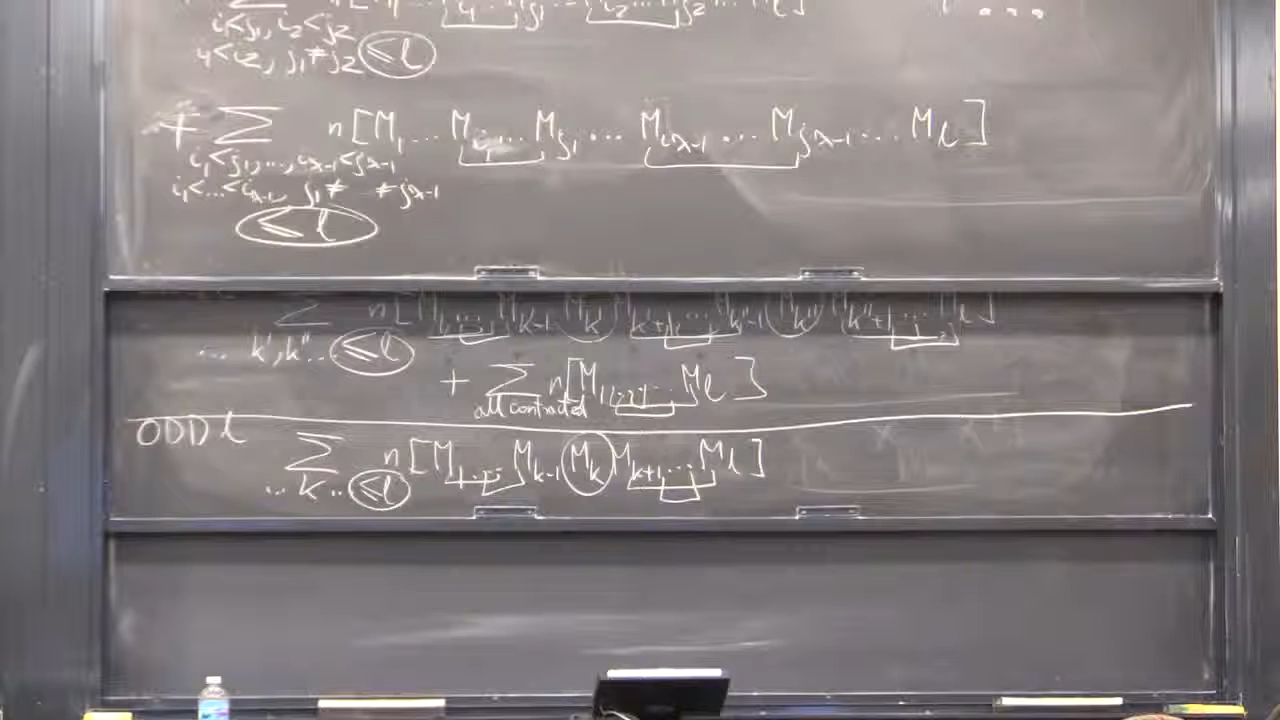 i₁<j₁, i₂<j₂
i₁<i₂, j₁≠j₂ ≤ l
+ Σ n[M₁ ... M_{i₁} ... M_{j₁} ... M_{i_{λ-1}} ... M_{j_{λ-1}} ... M_l]
i₁<j₁, ..., i_{λ-1}<j_{λ-1}
i₁<...<i_{λ-1}, j₁≠ ≠j_{λ-1}
≤ l
Σ n[M ... M_{k-1} M_k M_{k'+1} ... M_{k''-1} M_{k''} M_{k''+1} ... M_l]
... k', k'' .. ≤ l
+ Σ n[M₁ ... M_l]
all contracted
ODD l
Σ n[M₁ ... M_{k-1} M_k M_{k+1} ... M_l]
... k .. ≤ l